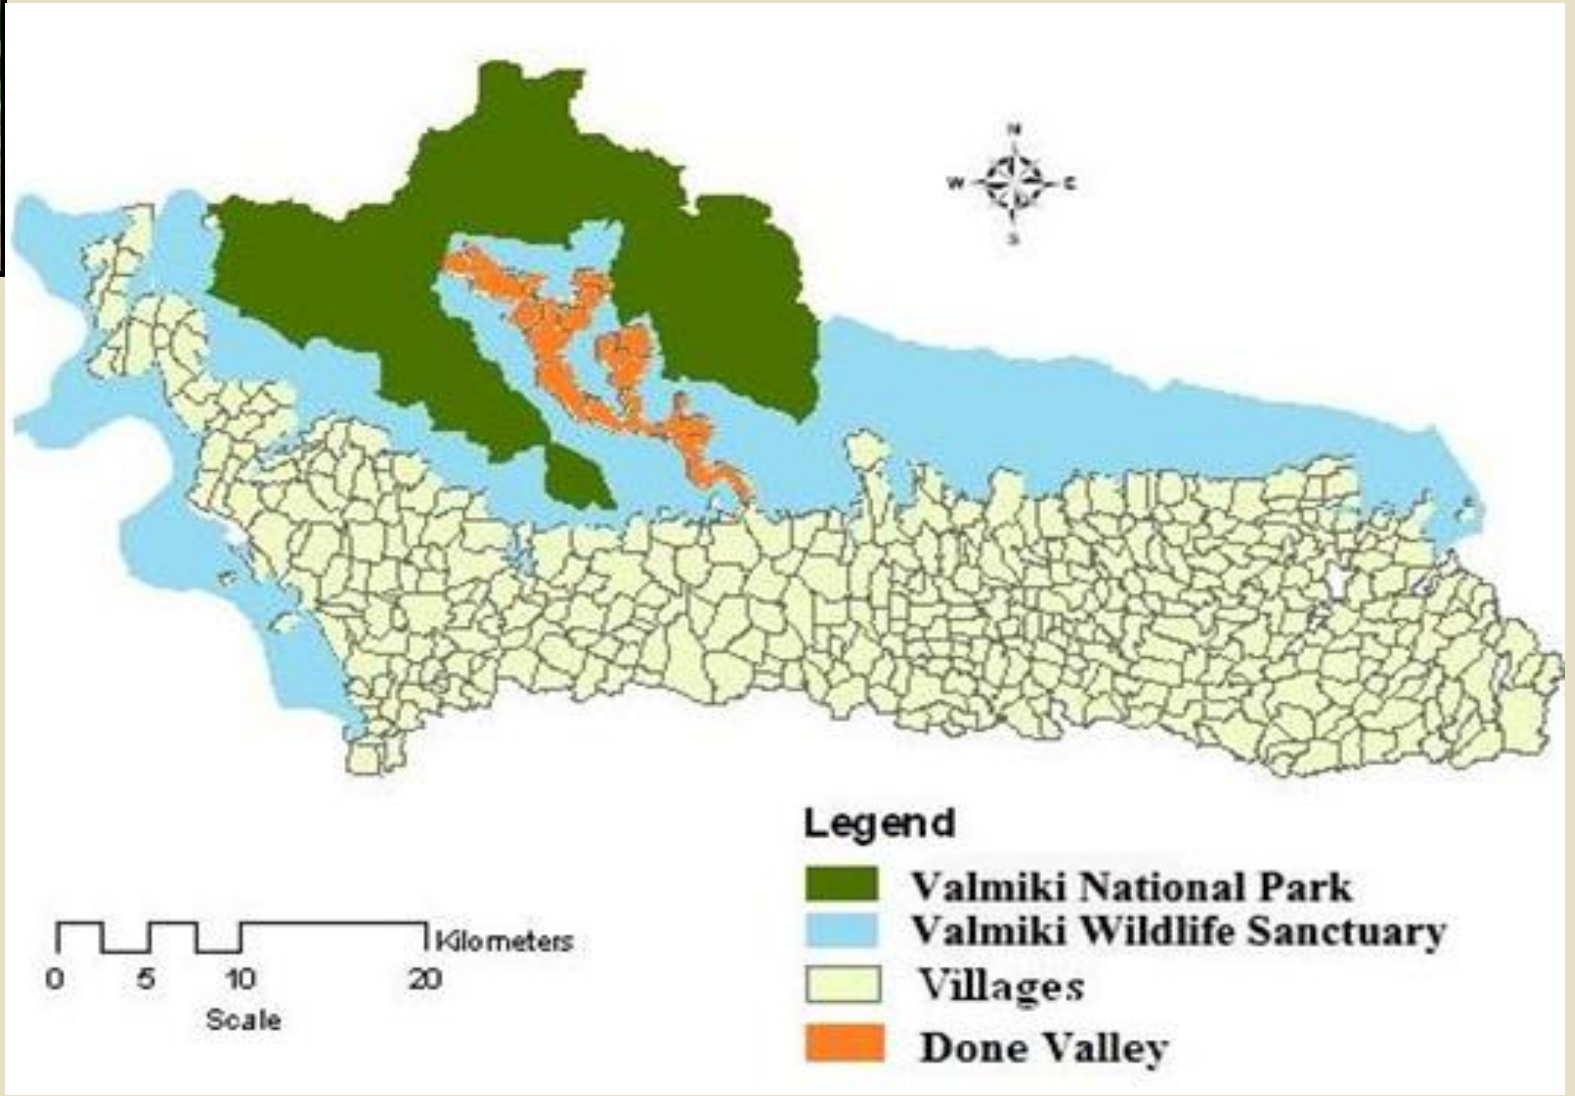 N
W E
S
Legend
Valmiki National Park
Valmiki Wildlife Sanctuary
Villages
Done Valley
Kilometers
0 5 10 20
Scale